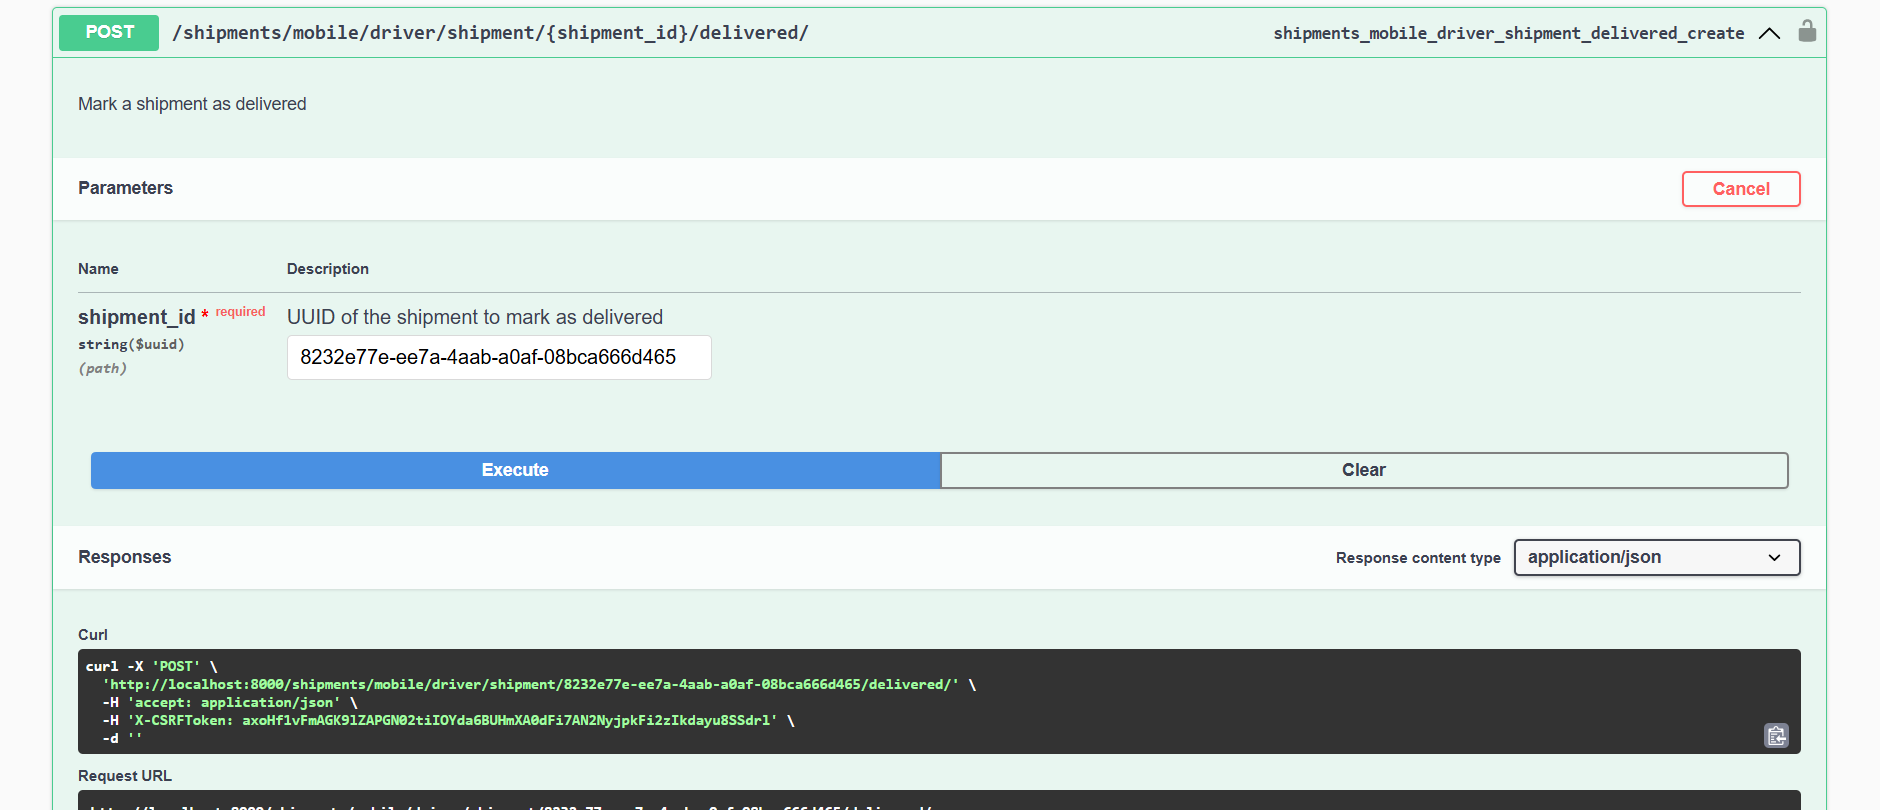 POST /shipments/mobile/driver/shipment/{shipment_id}/delivered/ shipments_mobile_driver_shipment_delivered_create
Mark a shipment as delivered
Parameters Cancel
Name Description
shipment_id * required UUID of the shipment to mark as delivered
string($uuid) 8232e77e-ee7a-4aab-a0af-08bca666d465
(path)
Execute Clear
Responses Response content type application/json
Curl
curl -X 'POST' \
'http://localhost:8000/shipments/mobile/driver/shipment/8232e77e-ee7a-4aab-a0af-08bca666d465/delivered/' \
-H 'accept: application/json' \
-H 'X-CSRFToken: axoHf1vFmAGK9lZAPGN02tiIOYda6BUHmXA0dFi7AN2NyjpkFi2zIkdayu8SSdrl' \
-d ''
Request URL